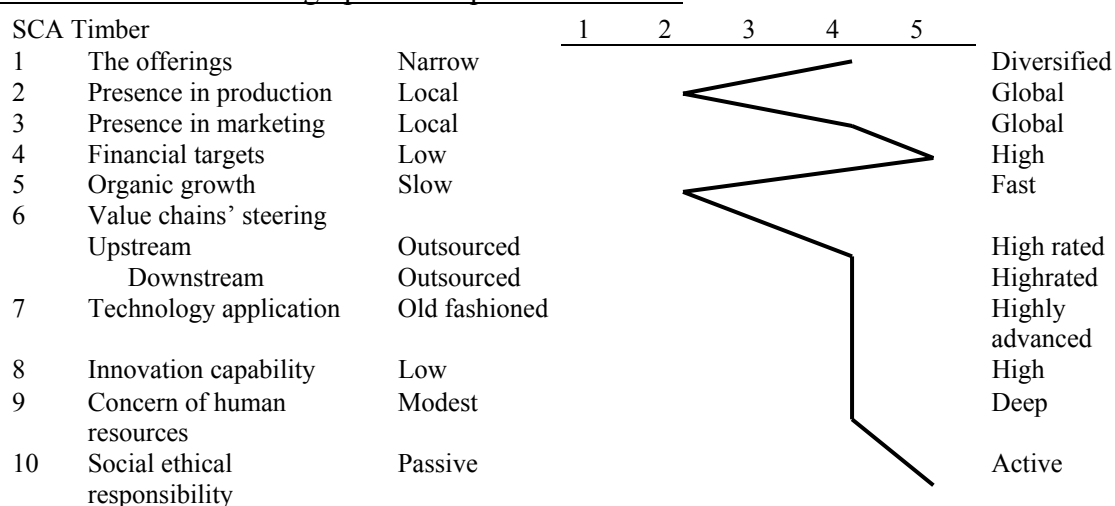 SCA Timber 1 2 3 4 5
1 The offerings Narrow Diversified
2 Presence in production Local Global
3 Presence in marketing Local Global
4 Financial targets Low High
5 Organic growth Slow Fast
6 Value chains’ steering
Upstream Outsourced High rated
Downstream Outsourced Highrated
7 Technology application Old fashioned Highly
advanced
8 Innovation capability Low High
9 Concern of human Modest Deep
resources
10 Social ethical Passive Active
responsibility